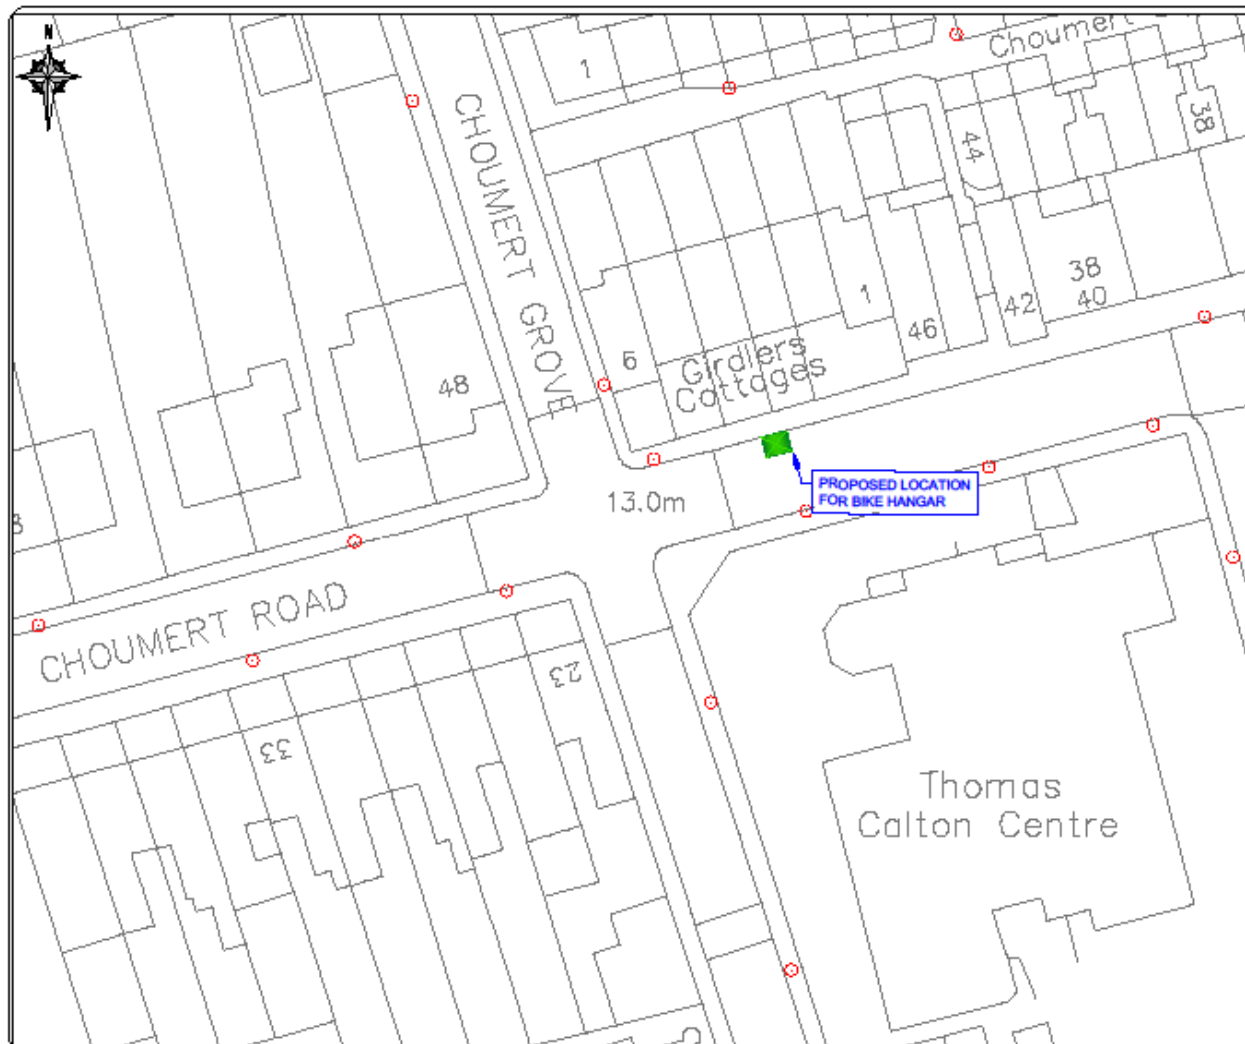 N
Choumert
1
CHOUMERT GROVE
38
44
38
40
1
42
46
Girdlers
Cottages
6
48
PROPOSED LOCATION
FOR BIKE HANGAR
13.0m
CHOUMERT ROAD
23
33
Thomas
Calton Centre